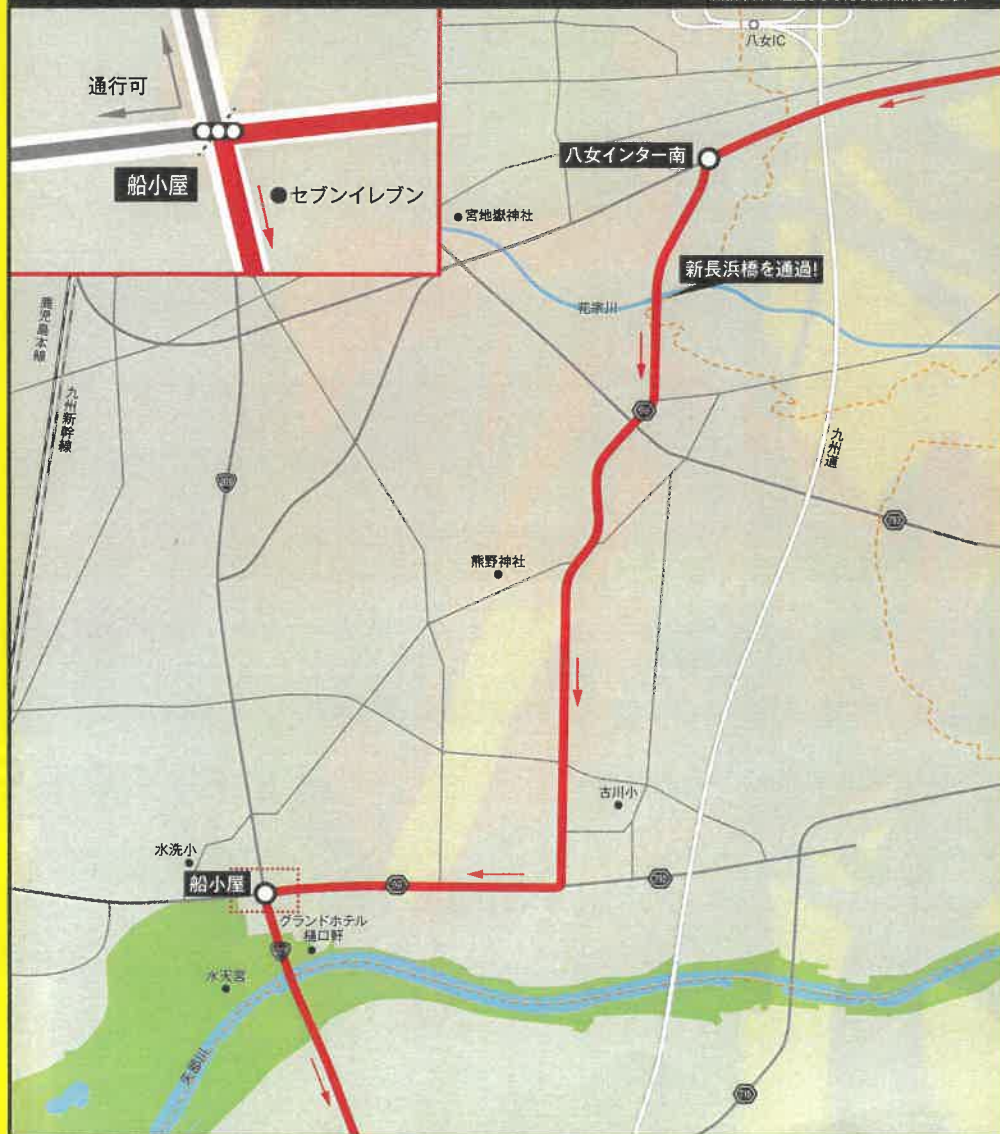 通行可
船小屋
セブンイレブン
八女IC
八女インター南
宮地嶽神社
新長浜橋を通過!
花宗川
鹿児島本線
九州新幹線
209
九州道
熊野神社
古川小
水洗小
船小屋
グランドホテル
樋口軒
水天宮
矢部川